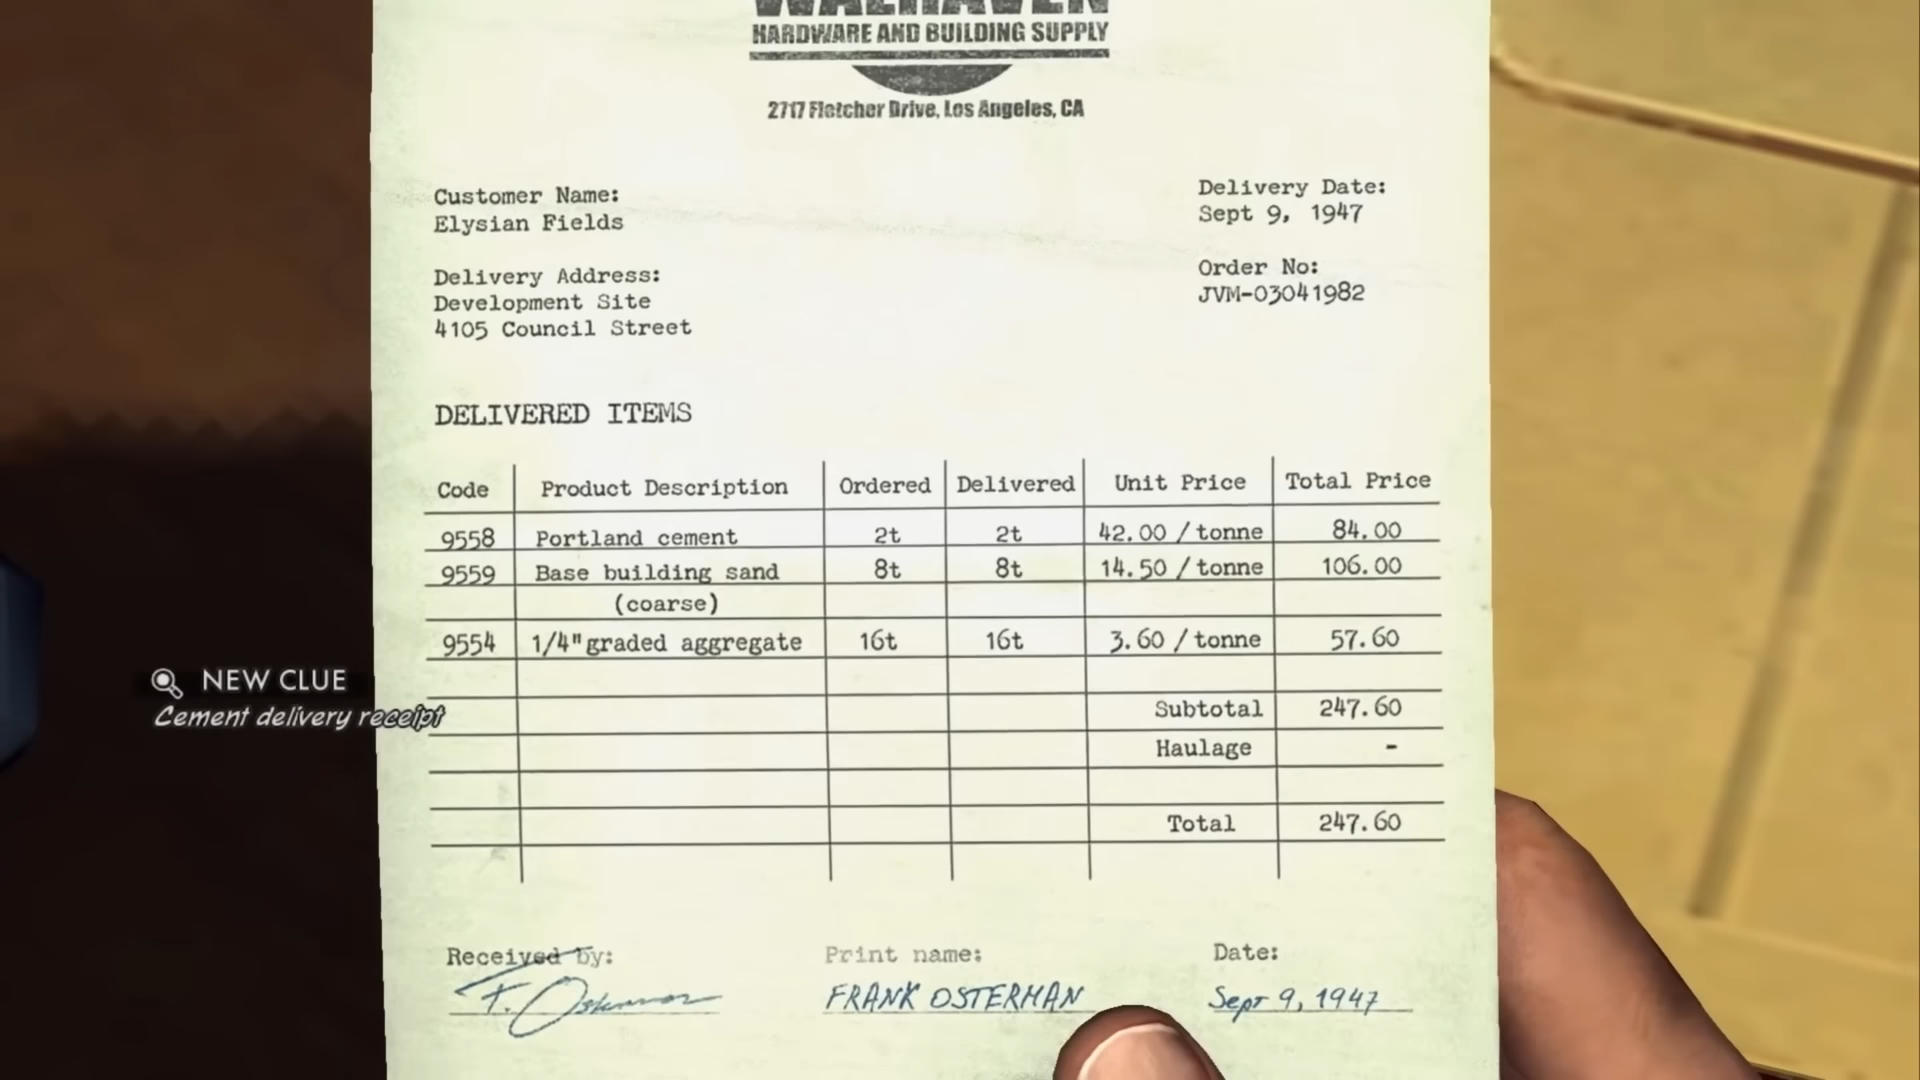 WALHAVEN
HARDWARE AND BUILDING SUPPLY
2717 Fletcher Drive, Los Angeles, CA
Customer Name:
Elysian Fields
Delivery Date:
Sept 9, 1947
Delivery Address:
Development Site
4105 Council Street
Order No:
JVM-03041982
DELIVERED ITEMS
Code Product Description Ordered Delivered Unit Price Total Price
9558 Portland cement 2t 2t 42.00 / tonne 84.00
9559 Base building sand 8t 8t 14.50 / tonne 106.00
(coarse)
9554 1/4" graded aggregate 16t 16t 3.60 / tonne 57.60
Subtotal 247.60
Haulage -
Total 247.60
NEW CLUE
Cement delivery receipt
Received by: Print name: Date:
F. Osterman FRANK OSTERMAN Sept 9, 1947